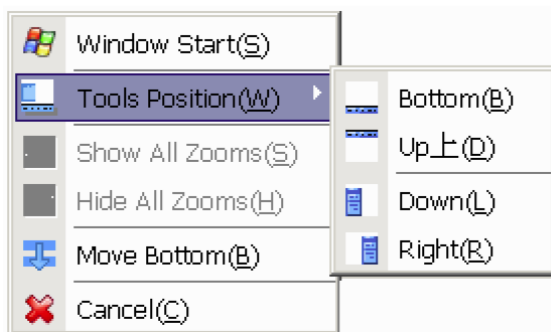 Window Start(S)
Tools Position(W)
Show All Zooms(S)
Hide All Zooms(H)
Move Bottom(B)
Cancel(C)
Bottom(B)
Up上(D)
Down(L)
Right(R)